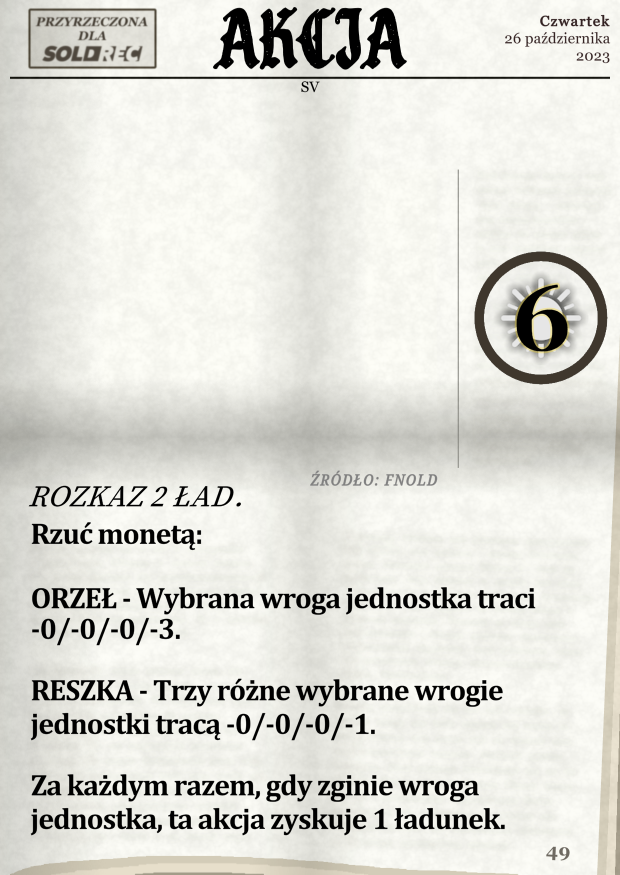 PRZYRZECZONA
DLA
SOLDREC
AKCJA
Czwartek
26 października
2023
SV
6
ŹRÓDŁO: FNOLD
ROZKAZ 2 ŁAD.
Rzuć monetą:
ORZEŁ - Wybrana wroga jednostka traci
-0/-0/-0/-3.
RESZKA - Trzy różne wybrane wrogie
jednostki tracą -0/-0/-0/-1.
Za każdym razem, gdy zginie wroga
jednostka, ta akcja zyskuje 1 ładunek.
49